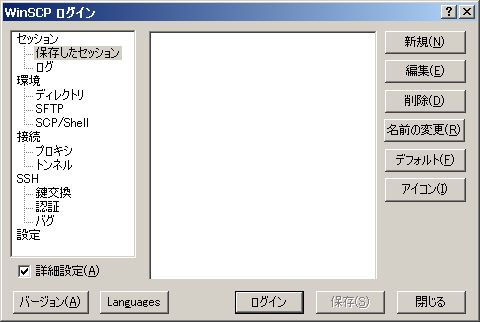 WinSCP ログイン
セッション
保存したセッション
ログ
環境
ディレクトリ
SFTP
SCP/Shell
接続
プロキシ
トンネル
SSH
鍵交換
認証
バグ
設定
詳細設定(A)
新規(N)
編集(E)
削除(D)
名前の変更(R)
デフォルト(F)
アイコン(I)
バージョン(A)
Languages
ログイン
保存(S)
閉じる